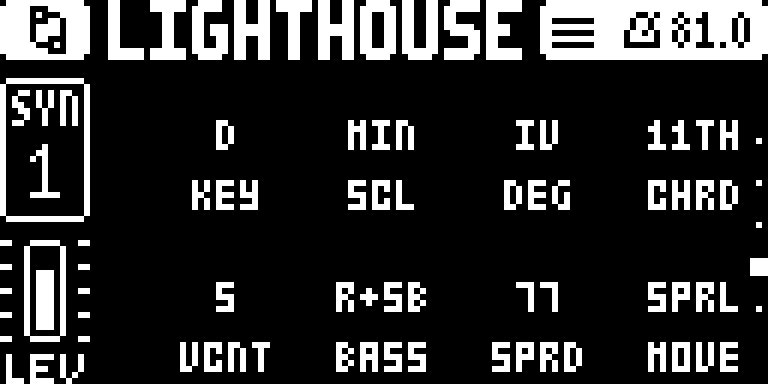 LIGHTHOUSE 81.0
SYN
1
D MIN IV 11TH
KEY SCL DEG CHRD
5 R+5B 77 SPRL
VCNT BASS SPRD MOVE
LEV